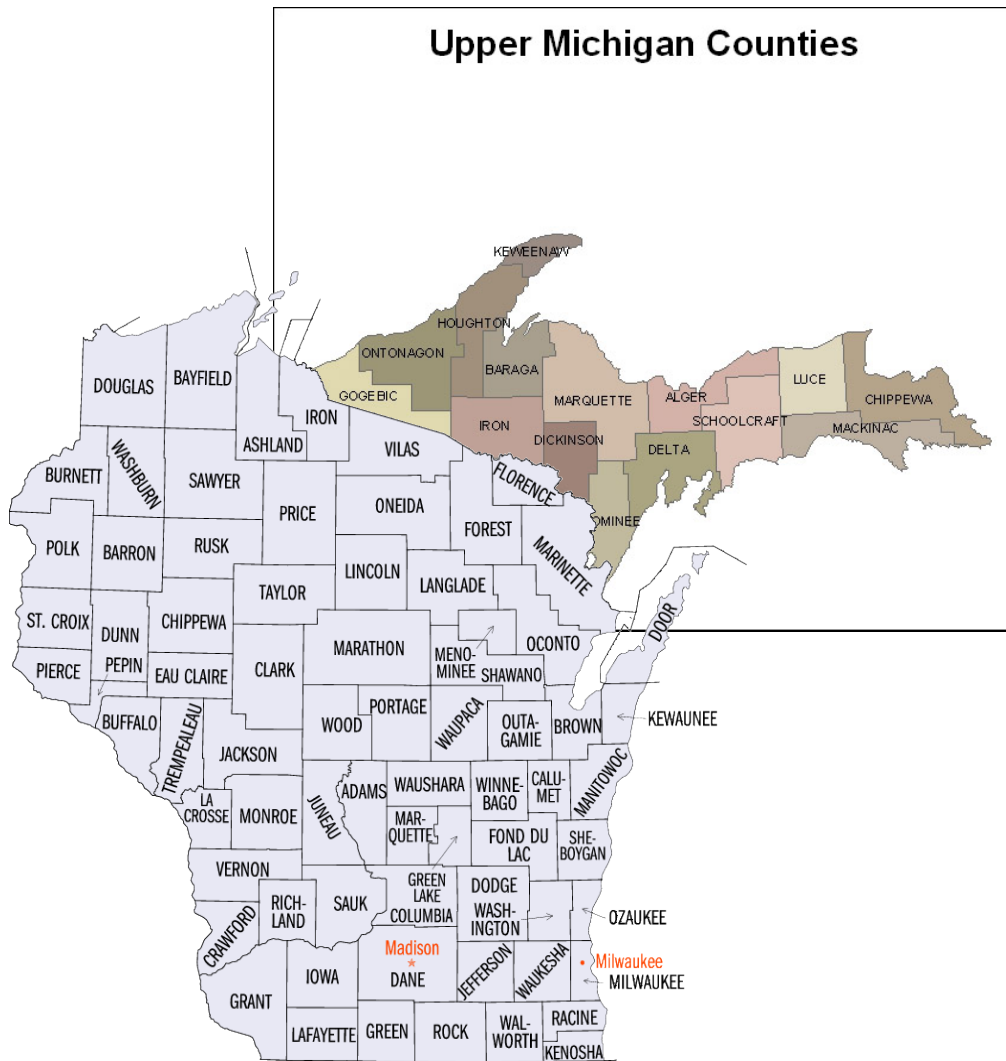 Upper Michigan Counties
KEWEENAW
HOUGHTON
ONTONAGON
BARAGA
GOGEBIC
MARQUETTE
ALGER
LUCE
CHIPPEWA
SCHOOLCRAFT
MACKINAC
IRON
DICKINSON
DELTA
OMINEE
DOUGLAS
BAYFIELD
IRON
ASHLAND
VILAS
BURNETT
WASHBURN
SAWYER
FLORENCE
PRICE
ONEIDA
FOREST
MARINETTE
POLK
BARRON
RUSK
LINCOLN
LANGLADE
TAYLOR
ST. CROIX
DUNN
CHIPPEWA
DOOR
OCONTO
MARATHON
MENO-
MINEE
SHAWANO
PIERCE
PEPIN
EAU CLAIRE
CLARK
BUFFALO
TREMPEALEAU
JACKSON
WOOD
PORTAGE
WAUPACA
OUTA-
GAMIE
BROWN
KEWAUNEE
LA
CROSSE
MONROE
JUNEAU
ADAMS
WAUSHARA
WINNE-
BAGO
CALU-
MET
MANITOWOC
MAR-
QUETTE
FOND DU
LAC
SHE-
BOYGAN
VERNON
GREEN
LAKE
RICH-
LAND
SAUK
COLUMBIA
DODGE
WASH-
INGTON
OZAUKEE
CRAWFORD
Madison
DANE
IOWA
JEFFERSON
WAUKESHA
Milwaukee
MILWAUKEE
GRANT
LAFAYETTE
GREEN
ROCK
WAL-
WORTH
RACINE
KENOSHA